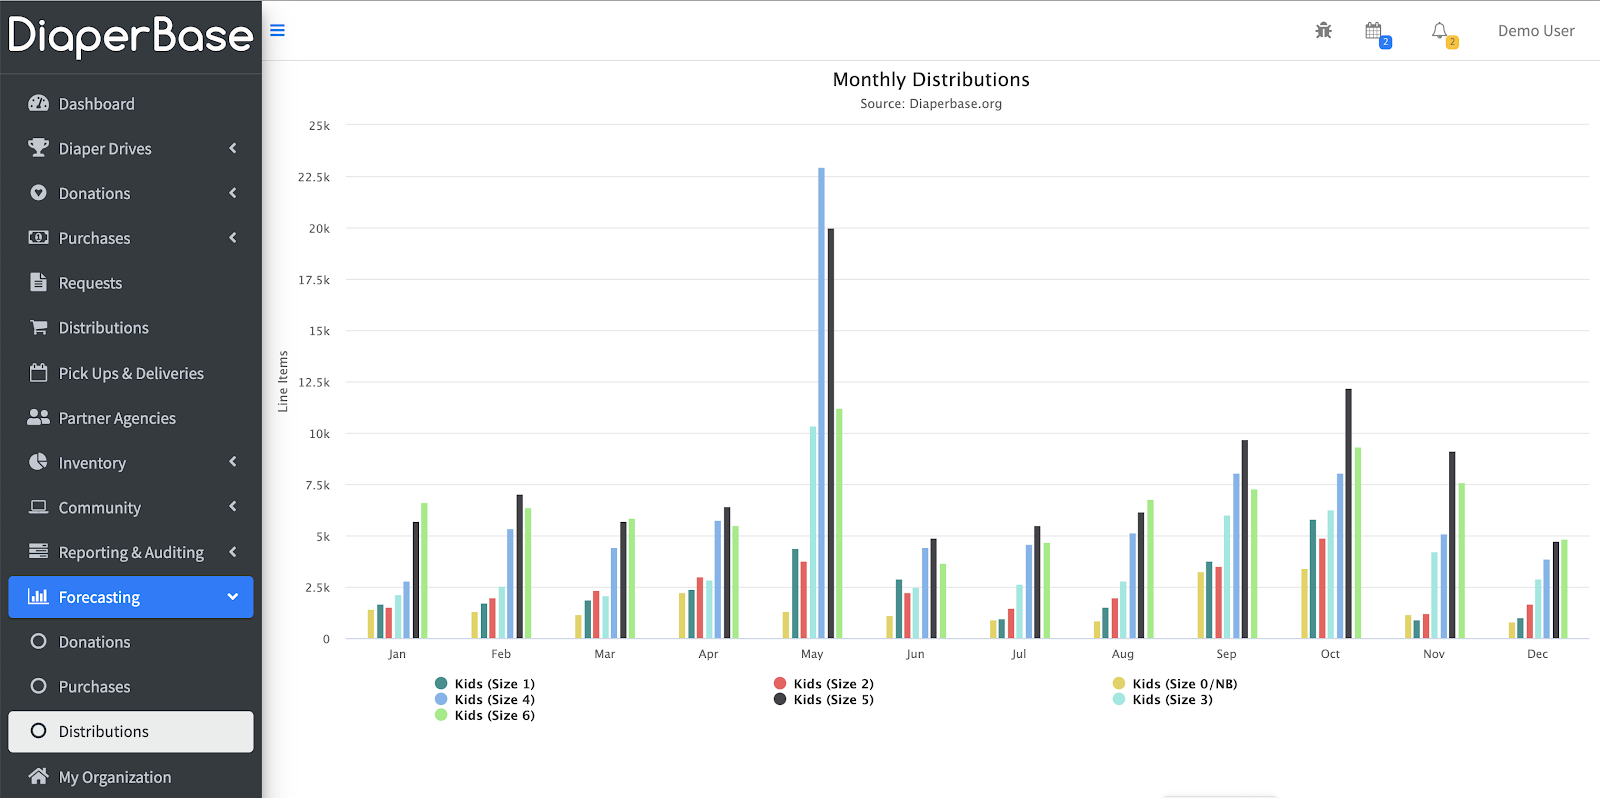 DiaperBase
2
2
Demo User
Dashboard
Diaper Drives
Donations
Purchases
Requests
Distributions
Pick Ups & Deliveries
Partner Agencies
Inventory
Community
Reporting & Auditing
Forecasting
Donations
Purchases
Distributions
My Organization
Monthly Distributions
Source: Diaperbase.org
Line Items
25k
22.5k
20k
17.5k
15k
12.5k
10k
7.5k
5k
2.5k
0
Jan Feb Mar Apr May Jun Jul Aug Sep Oct Nov Dec
Kids (Size 1) Kids (Size 2) Kids (Size 0/NB)
Kids (Size 4) Kids (Size 5) Kids (Size 3)
Kids (Size 6)